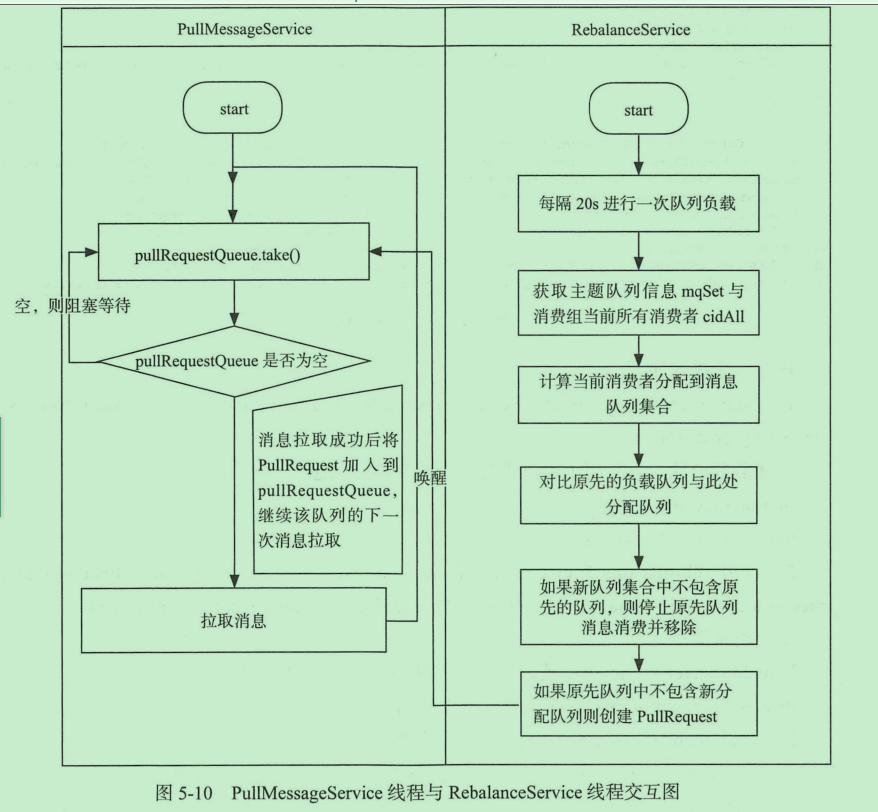 PullMessageService
start
pullRequestQueue.take()
空，则阻塞等待
pullRequestQueue 是否为空
消息拉取成功后将
PullRequest 加入到
pullRequestQueue，
继续该队列的下一
次消息拉取
唤醒
拉取消息
RebalanceService
start
每隔 20s 进行一次队列负载
获取主题队列信息 mqSet 与
消费组当前所有消费者 cidAll
计算当前消费者分配到消息
队列集合
对比原先的负载队列与此处
分配队列
如果新队列集合中不包含原
先的队列，则停止原先队列
消息消费并移除
如果原先队列中不包含新分
配队列则创建 PullRequest
图 5-10 PullMessageService 线程与 RebalanceService 线程交互图